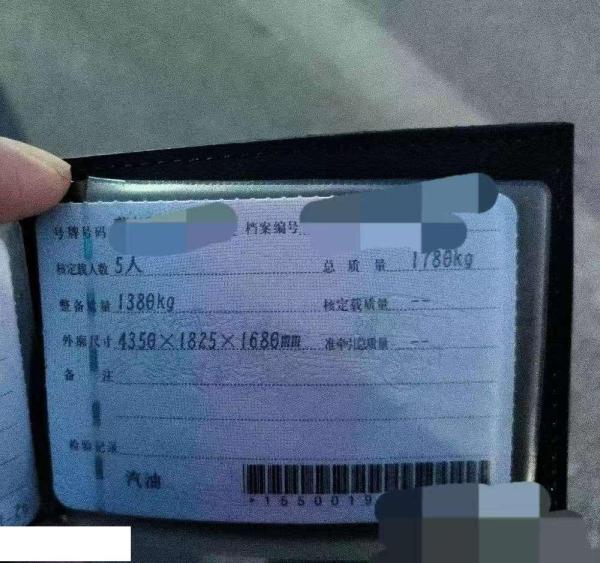 号牌号码 档案编号
核定载人数 5人 总质量 1780kg
整备质量 1380kg 核定载质量 --
外廓尺寸 4350×1825×1680mm 准牵引总质量 --
备注
检验记录
汽油
*1550019